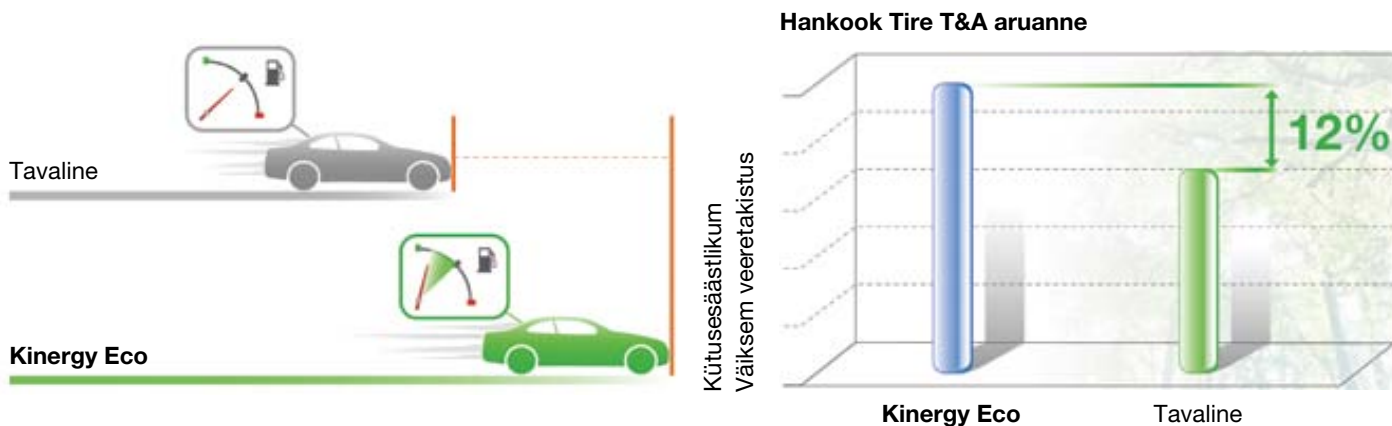 Tavaline
Kinergy Eco
Hankook Tire T&A aruanne
Kütusesäästlikum
Väiksem veeretakistus
12%
Kinergy Eco
Tavaline